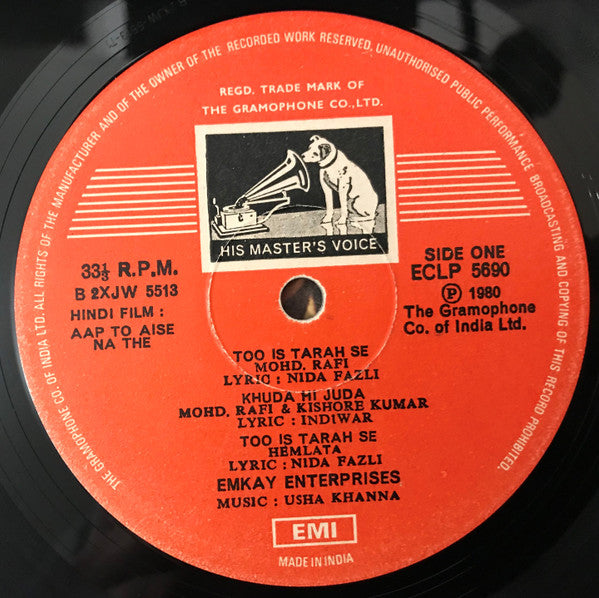 THE GRAMOPHONE CO. OF INDIA LTD. ALL RIGHTS OF THE MANUFACTURER AND OF THE OWNER OF THE RECORDED WORK RESERVED, UNAUTHORISED PUBLIC PERFORMANCE BROADCASTING AND COPYING OF THIS RECORD PROHIBITED.
REGD. TRADE MARK OF
THE GRAMOPHONE CO., LTD.
HIS MASTER'S VOICE
33⅓ R.P.M.
B 2XJW 5513
HINDI FILM :
AAP TO AISE
NA THE
SIDE ONE
ECLP 5690
Ⓟ 1980
The Gramophone
Co. of India Ltd.
TOO IS TARAH SE
MOHD. RAFI
LYRIC : NIDA FAZLI
KHUDA HI JUDA
MOHD. RAFI & KISHORE KUMAR
LYRIC : INDIWAR
TOO IS TARAH SE
HEMLATA
LYRIC : NIDA FAZLI
EMKAY ENTERPRISES
MUSIC : USHA KHANNA
EMI
MADE IN INDIA